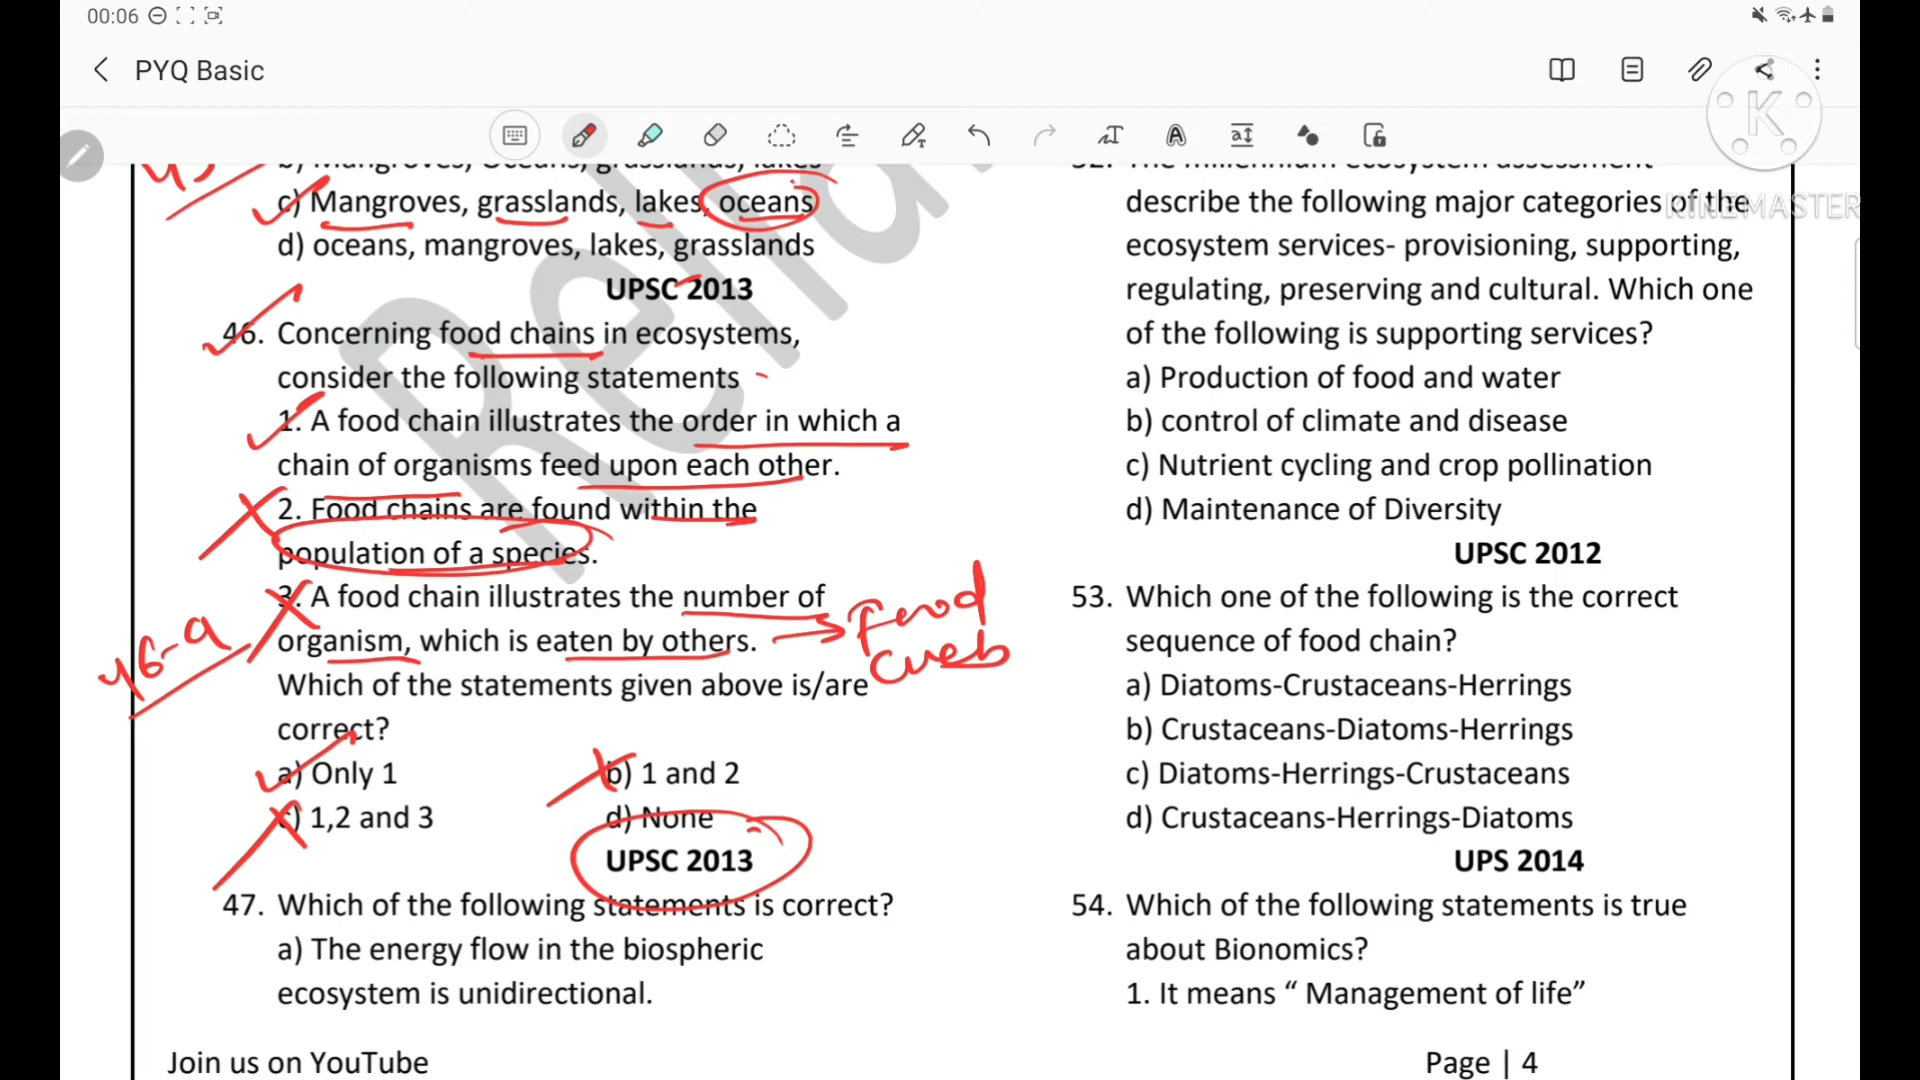 00:06
PYQ Basic
b) Mangroves, Oceans, grasslands, lakes
c) Mangroves, grasslands, lakes, oceans
d) oceans, mangroves, lakes, grasslands
UPSC 2013
46. Concerning food chains in ecosystems,
consider the following statements
1. A food chain illustrates the order in which a
chain of organisms feed upon each other.
2. Food chains are found within the
population of a species.
3. A food chain illustrates the number of
organism, which is eaten by others.
Food
web
46-a
Which of the statements given above is/are
correct?
a) Only 1 b) 1 and 2
c) 1,2 and 3 d) None
UPSC 2013
47. Which of the following statements is correct?
a) The energy flow in the biospheric
ecosystem is unidirectional.
52. The millennium ecosystem assessment
describe the following major categories of the
ecosystem services- provisioning, supporting,
regulating, preserving and cultural. Which one
of the following is supporting services?
a) Production of food and water
b) control of climate and disease
c) Nutrient cycling and crop pollination
d) Maintenance of Diversity
UPSC 2012
53. Which one of the following is the correct
sequence of food chain?
a) Diatoms-Crustaceans-Herrings
b) Crustaceans-Diatoms-Herrings
c) Diatoms-Herrings-Crustaceans
d) Crustaceans-Herrings-Diatoms
UPS 2014
54. Which of the following statements is true
about Bionomics?
1. It means “ Management of life”
Join us on YouTube
Page | 4
K
KINEMASTER